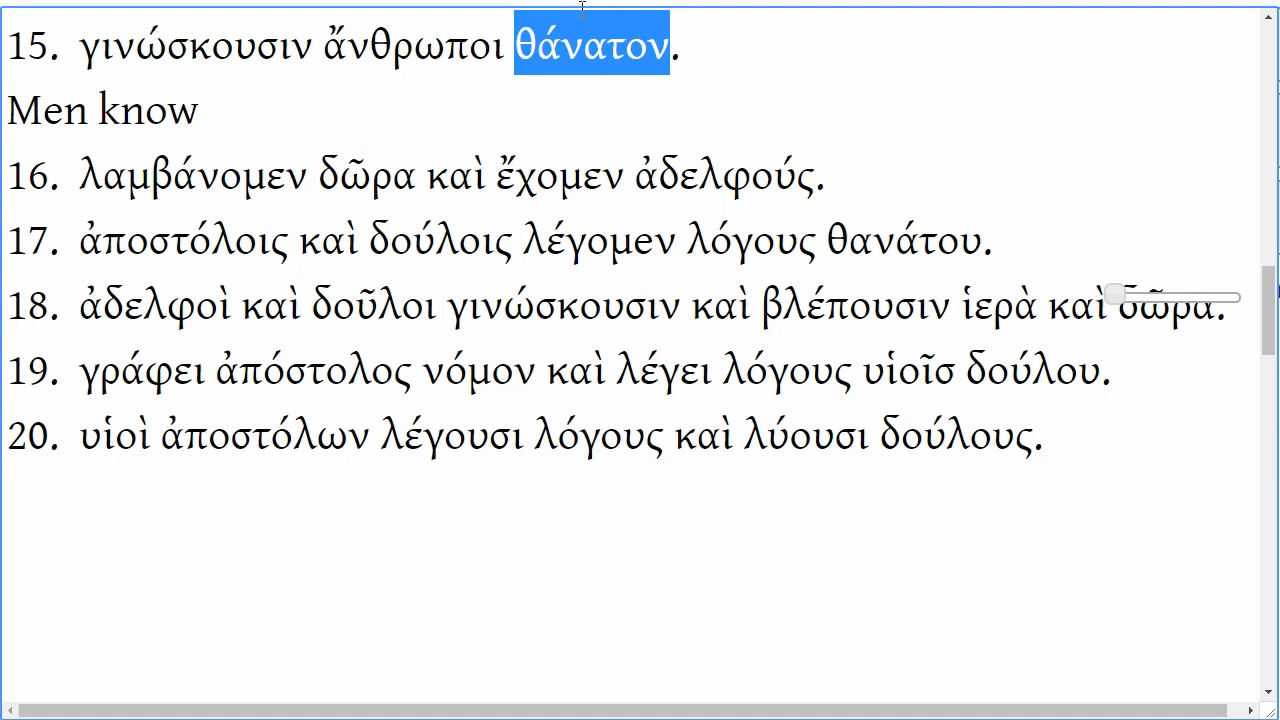 15. γινώσκουσιν ἄνθρωποι θάνατον.
Men know
16. λαμβάνομεν δῶρα καὶ ἔχομεν ἀδελφούς.
17. ἀποστόλοις καὶ δούλοις λέγομeν λόγους θανάτου.
18. ἀδελφοὶ καὶ δοῦλοι γινώσκουσιν καὶ βλέπουσιν ἱερὰ καὶ δῶρα.
19. γράφει ἀπόστολος νόμον καὶ λέγει λόγους υἱοῖσ δούλου.
20. υἱοὶ ἀποστόλων λέγουσι λόγους καὶ λύουσι δούλους.